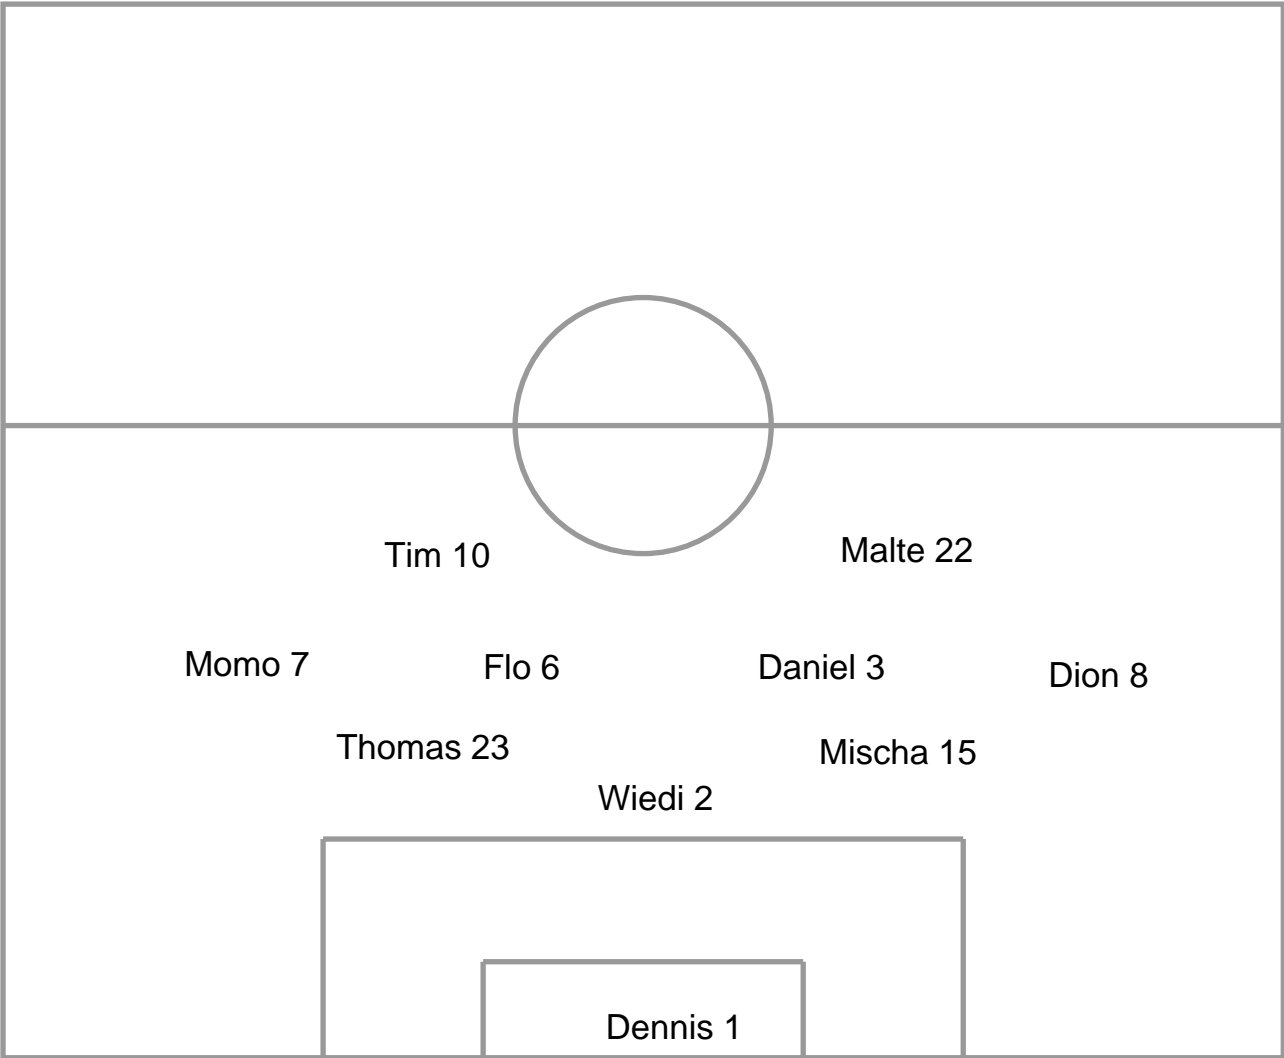 Tim 10
Malte 22
Momo 7
Flo 6
Daniel 3
Dion 8
Thomas 23
Mischa 15
Wiedi 2
Dennis 1